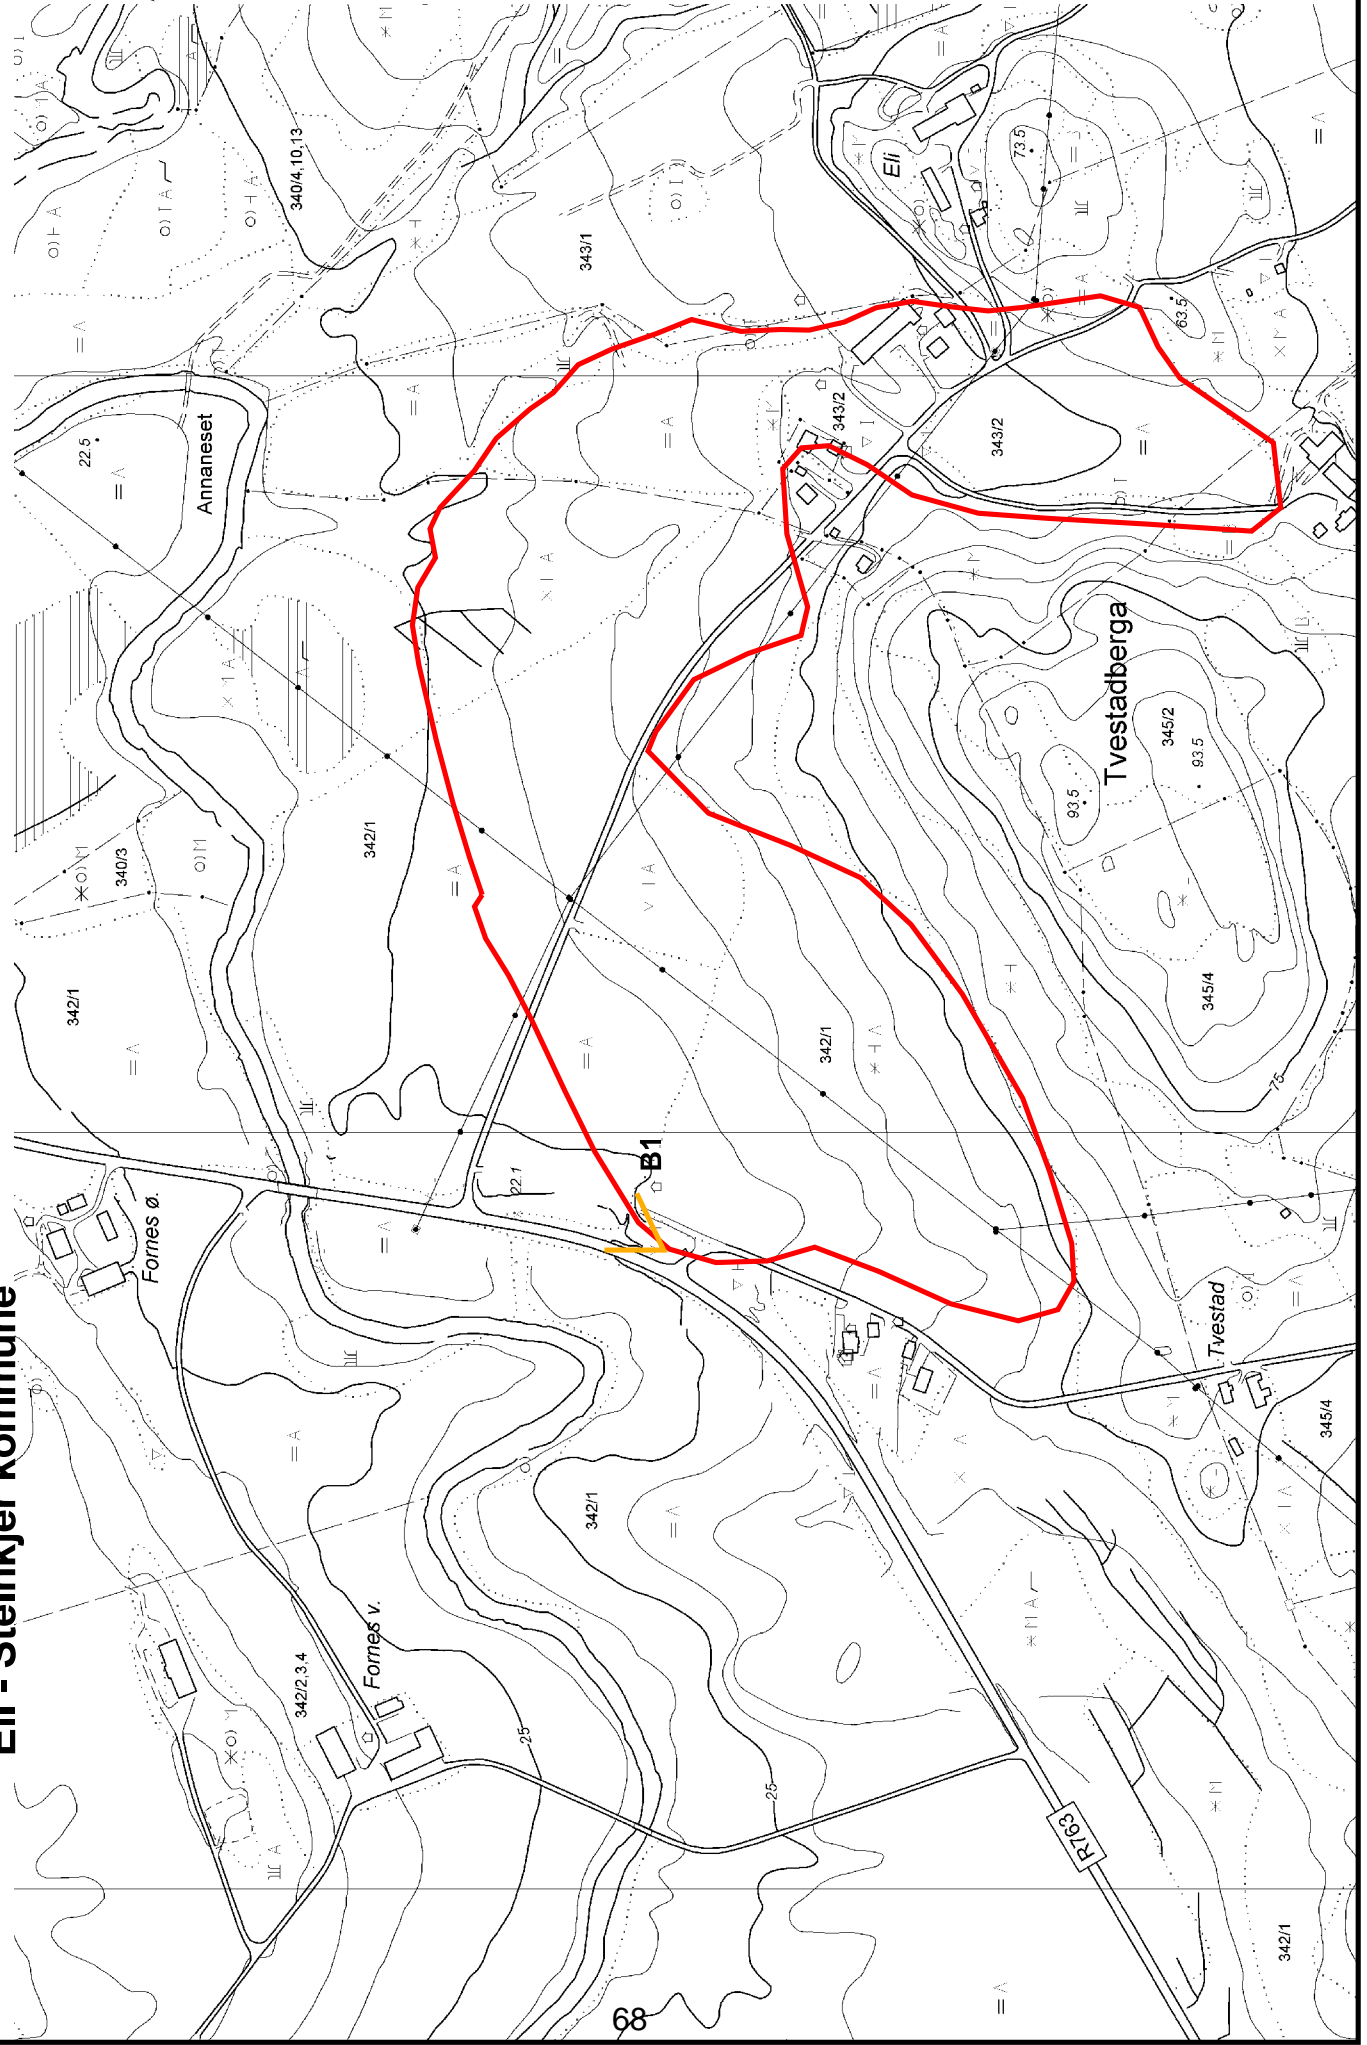 Eli - Steinkjer kommune
340/4,10,13
343/1
Eli
73.5
63.5
22.5
Annaneset
343/2
343/2
342/1
340/3
342/1
342/1
Tvestadberga
345/2
93.5
93.5
345/4
75
22.1
B1
Fornes ø.
Tvestad
345/4
342/1
Fornes v.
342/2,3,4
25
25
R763
342/1
68